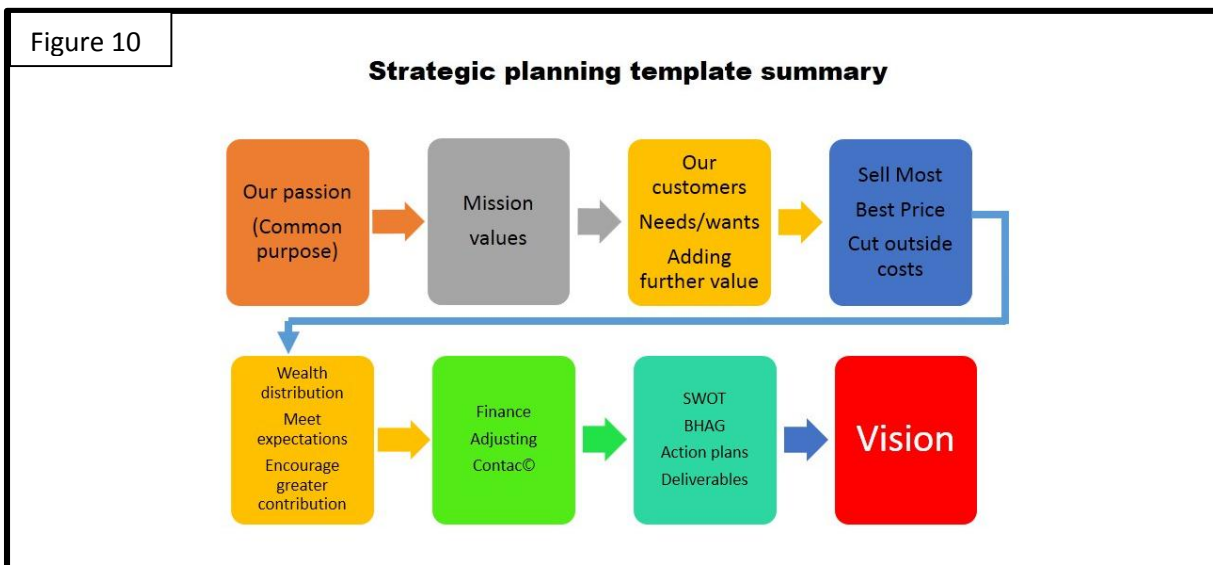 Figure 10
Strategic planning template summary
Our passion
(Common
purpose)
Mission
values
Our
customers
Needs/wants
Adding
further value
Sell Most
Best Price
Cut outside
costs
Wealth
distribution
Meet
expectations
Encourage
greater
contribution
Finance
Adjusting
Contac©
SWOT
BHAG
Action plans
Deliverables
Vision